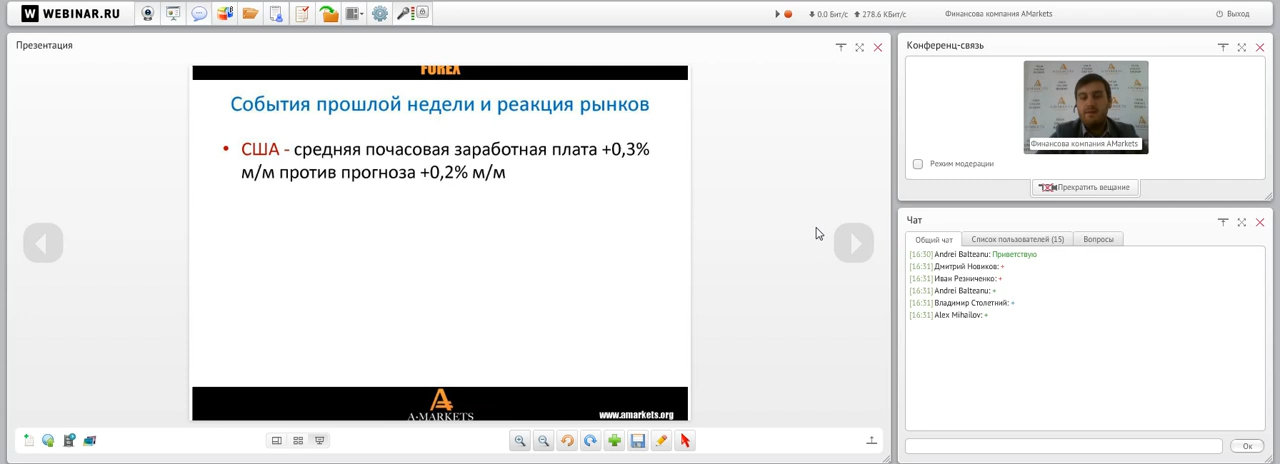 WEBINAR.RU
0.0 Бит/с
278.6 КБит/с
Финансова компания AMarkets
Выход
Презентация
FOREX
События прошлой недели и реакция рынков
• США - средняя почасовая заработная плата +0,3%
м/м против прогноза +0,2% м/м
A-MARKETS
www.amarkets.org
Конференц-связь
Финансова компания AMarkets
Режим модерации
Прекратить вещание
Чат
Общий чат
Список пользователей (15)
Вопросы
[16:30] Andrei Balteanu: Приветствую
[16:31] Дмитрий Новиков: +
[16:31] Иван Резниченко: +
[16:31] Andrei Balteanu: +
[16:31] Владимир Столетний: +
[16:31] Alex Mihailov: +
Ок